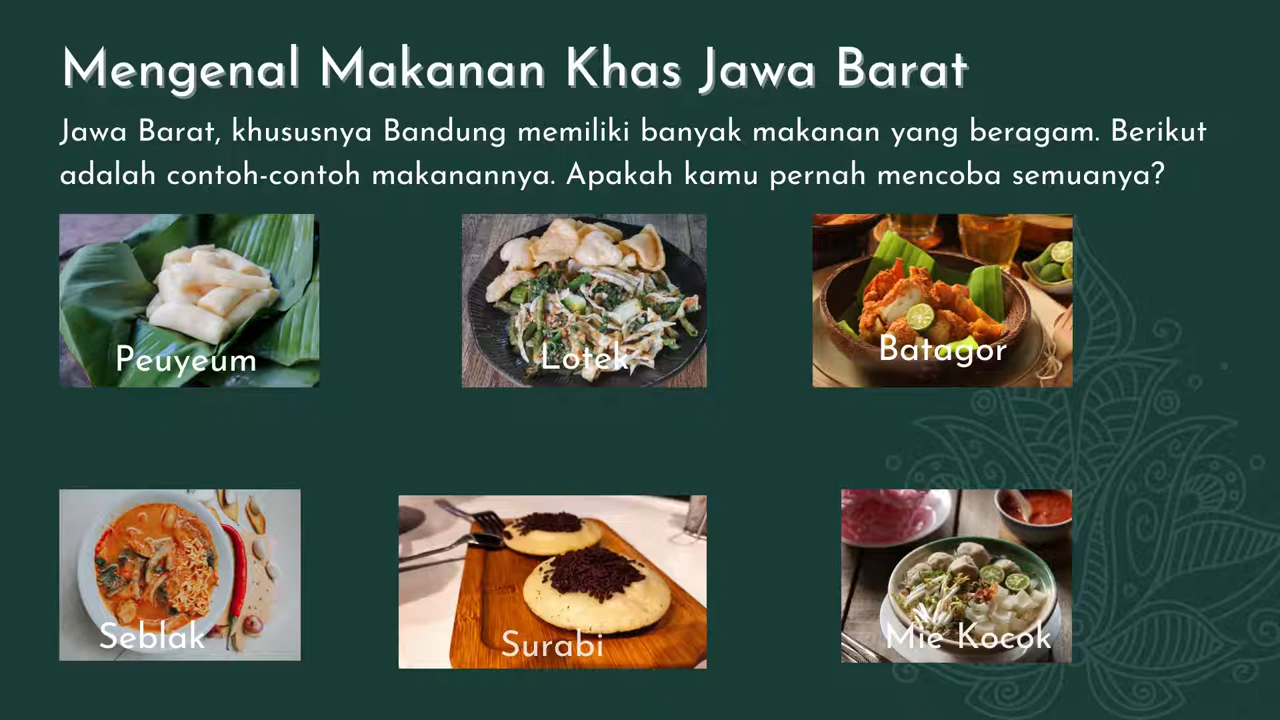 Mengenal Makanan Khas Jawa Barat
Jawa Barat, khususnya Bandung memiliki banyak makanan yang beragam. Berikut
adalah contoh-contoh makanannya. Apakah kamu pernah mencoba semuanya?
Peuyeum
Lotek
Batagor
Seblak
Surabi
Mie Kocok